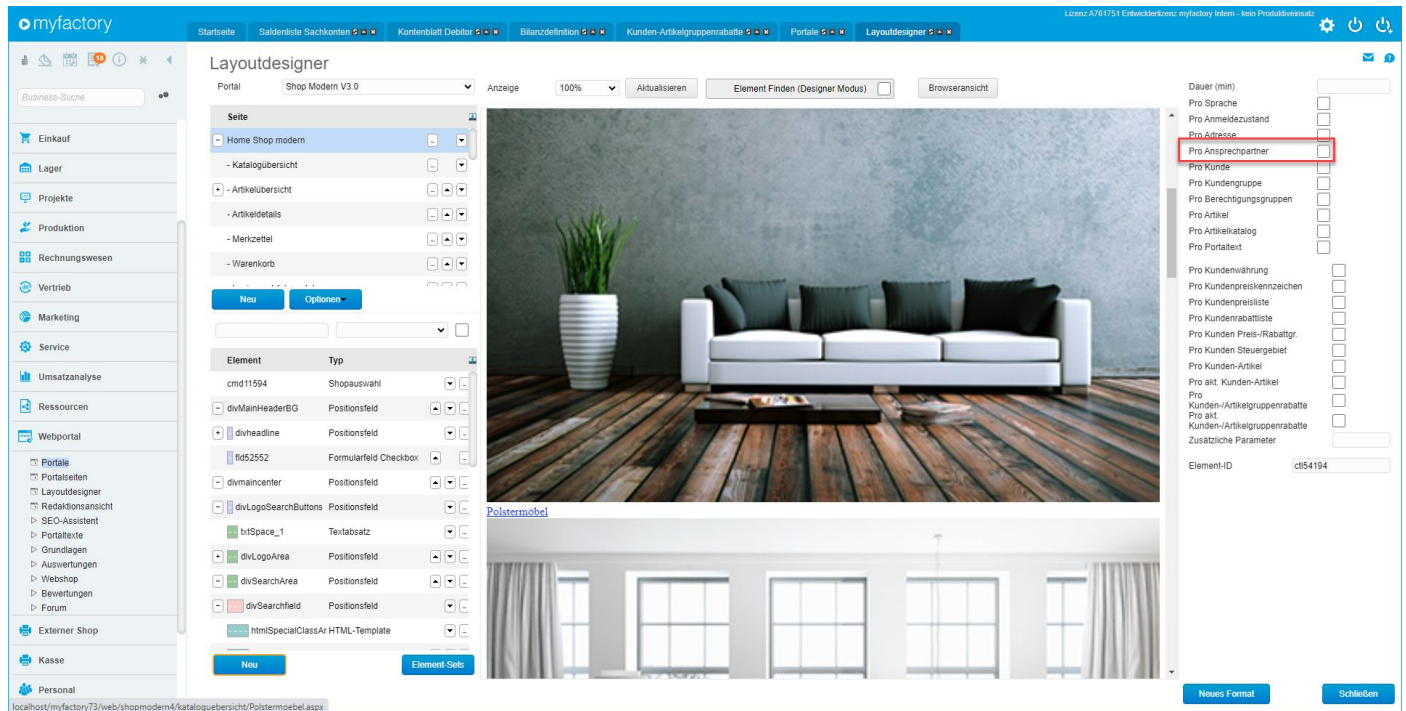 Lizenz A761751 Entwicklerlizenz myfactory Intern - kein Produktiveinsatz
myfactory
Startseite
Saldenliste Sachkonten
Kontenblatt Debitor
Bilanzdefinition
Kunden-Artikelgruppenrabatte
Portale
Layoutdesigner
18
Business-Suche
Einkauf
Lager
Projekte
Produktion
Rechnungswesen
Vertrieb
Marketing
Service
Umsatzanalyse
Ressourcen
Webportal
Portale
Portalseiten
Layoutdesigner
Redaktionsansicht
SEO-Assistent
Portaltexte
Grundlagen
Auswertungen
Webshop
Bewertungen
Forum
Externer Shop
Kasse
Personal
localhost/myfactory73/web/shopmodern4/kataloguebersicht/Polstermoebel.aspx
Layoutdesigner
Portal Shop Modern V3.0
Anzeige 100% Aktualisieren Element Finden (Designer Modus) Browseransicht
Seite
Home Shop modern
- Katalogübersicht
- Artikelübersicht
- Artikeldetails
- Merkzettel
- Warenkorb
Neu Optionen
Element Typ
cmd11594 Shopauswahl
divMainHeaderBG Positionsfeld
divheadline Positionsfeld
fld52552 Formularfeld Checkbox
divmaincenter Positionsfeld
divLogoSearchButtons Positionsfeld
txtSpace_1 Textabsatz
divLogoArea Positionsfeld
divSearchArea Positionsfeld
divSearchfield Positionsfeld
htmlSpecialClassAr HTML-Template
Neu Element-Sets
Polstermöbel
Dauer (min)
Pro Sprache
Pro Anmeldezustand
Pro Adresse
Pro Ansprechpartner
Pro Kunde
Pro Kundengruppe
Pro Berechtigungsgruppen
Pro Artikel
Pro Artikelkatalog
Pro Portaltext
Pro Kundenwährung
Pro Kundenpreiskennzeichen
Pro Kundenpreisliste
Pro Kundenrabattliste
Pro Kunden Preis-/Rabattgr.
Pro Kunden Steuergebiet
Pro Kunden-Artikel
Pro akt. Kunden-Artikel
Pro
Kunden-/Artikelgruppenrabatte
Pro akt.
Kunden-/Artikelgruppenrabatte
Zusätzliche Parameter
Element-ID ctl54194
Neues Format Schließen